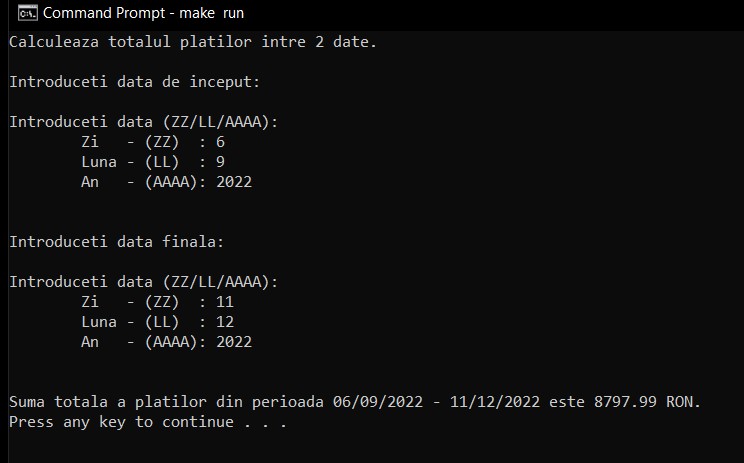 Command Prompt - make  run
Calculeaza totalul platilor intre 2 date.
Introduceti data de inceput:
Introduceti data (ZZ/LL/AAAA):
Zi   - (ZZ)  : 6
Luna - (LL)  : 9
An   - (AAAA): 2022
Introduceti data finala:
Introduceti data (ZZ/LL/AAAA):
Zi   - (ZZ)  : 11
Luna - (LL)  : 12
An   - (AAAA): 2022
Suma totala a platilor din perioada 06/09/2022 - 11/12/2022 este 8797.99 RON.
Press any key to continue . . .